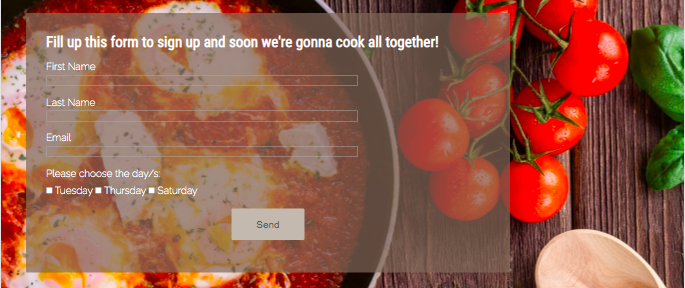 Fill up this form to sign up and soon we're gonna cook all together!
First Name
Last Name
Email
Please choose the day/s:
Tuesday Thursday Saturday
Send